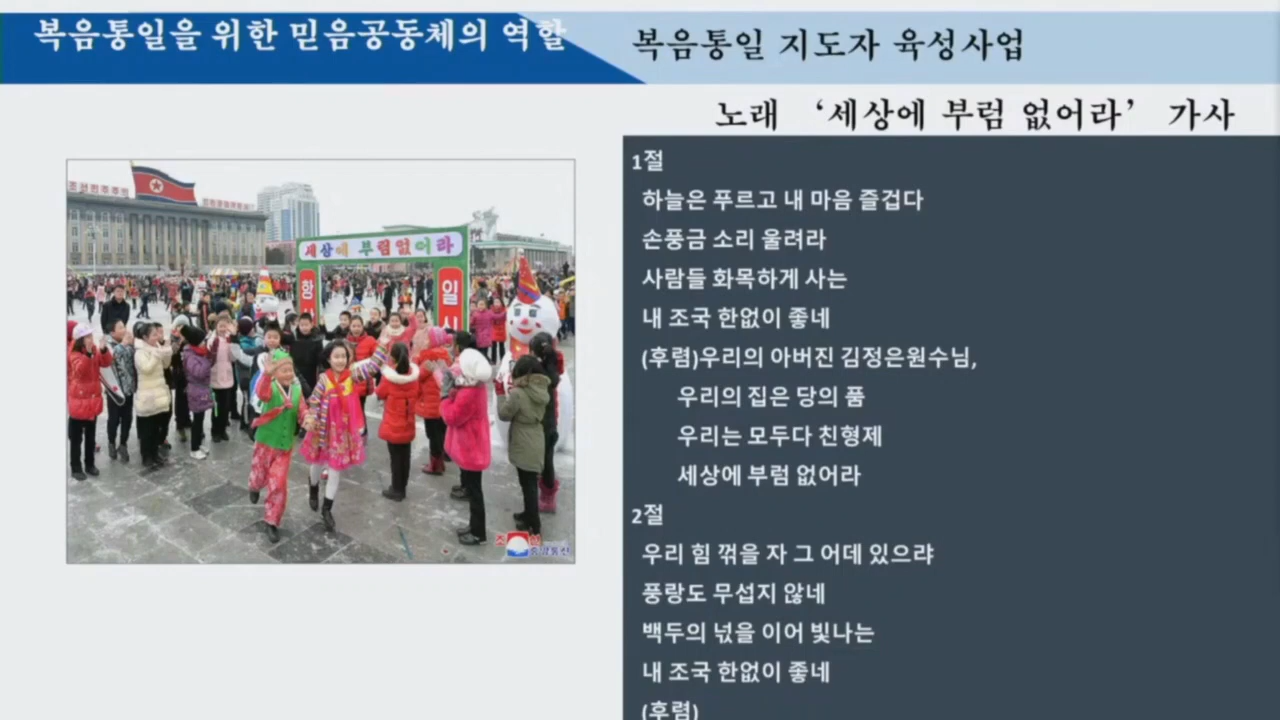 복음통일을 위한 믿음공동체의 역할
복음통일 지도자 육성사업
노래 ‘세상에 부럼 없어라’ 가사
세상에 부럼없어라
항
일
1절
하늘은 푸르고 내 마음 즐겁다
손풍금 소리 울려라
사람들 화목하게 사는
내 조국 한없이 좋네
(후렴)우리의 아버진 김정은원수님,
우리의 집은 당의 품
우리는 모두다 친형제
세상에 부럼 없어라
2절
우리 힘 꺾을 자 그 어데 있으랴
풍랑도 무섭지 않네
백두의 넋을 이어 빛나는
내 조국 한없이 좋네
(후렴)